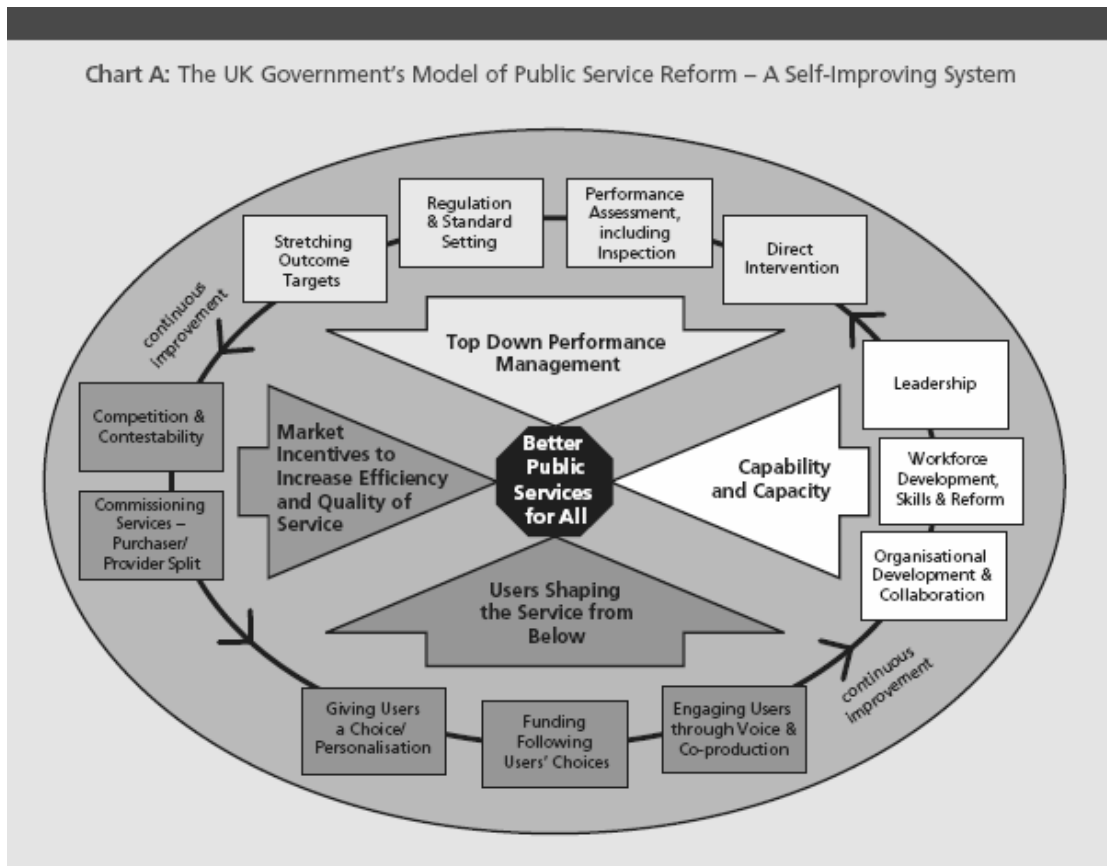 Chart A: The UK Government's Model of Public Service Reform – A Self-Improving System
Regulation
& Standard
Setting
Performance
Assessment,
including
Inspection
Stretching
Outcome
Targets
Direct
Intervention
continuous
improvement
Top Down Performance
Management
Leadership
Competition &
Contestability
Market
Incentives to
Increase Efficiency
and Quality of
Service
Better
Public
Services
for All
Capability
and Capacity
Workforce
Development,
Skills & Reform
Commissioning
Services –
Purchaser/
Provider Split
Organisational
Development &
Collaboration
Users Shaping
the Service from
Below
continuous
improvement
Giving Users
a Choice/
Personalisation
Funding
Following
Users' Choices
Engaging Users
through Voice &
Co-production